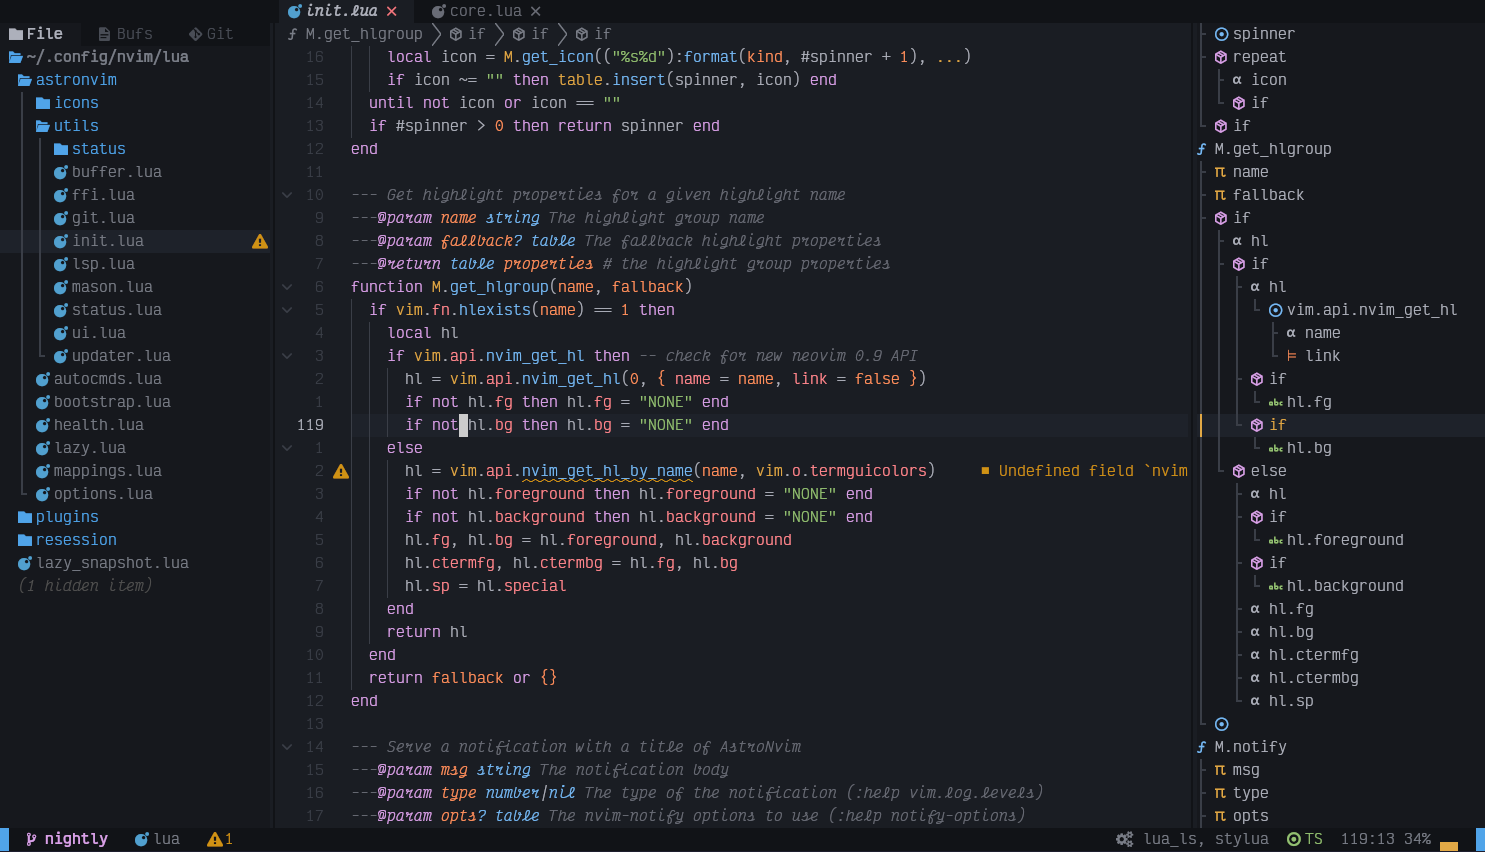 init.lua × core.lua ×
File Bufs Git
~/.config/nvim/lua
astronvim
icons
utils
status
buffer.lua
ffi.lua
git.lua
init.lua
lsp.lua
mason.lua
status.lua
ui.lua
updater.lua
autocmds.lua
bootstrap.lua
health.lua
lazy.lua
mappings.lua
options.lua
plugins
resession
lazy_snapshot.lua
(1 hidden item)
M.get_hlgroup if if if
16 local icon = M.get_icon(("%s%d"):format(kind, #spinner + 1), ...)
15 if icon ~= "" then table.insert(spinner, icon) end
14 until not icon or icon == ""
13 if #spinner > 0 then return spinner end
12 end
11
10 --- Get highlight properties for a given highlight name
9 ---@param name string The highlight group name
8 ---@param fallback? table The fallback highlight properties
7 ---@return table properties # the highlight group properties
6 function M.get_hlgroup(name, fallback)
5 if vim.fn.hlexists(name) == 1 then
4 local hl
3 if vim.api.nvim_get_hl then -- check for new neovim 0.9 API
2 hl = vim.api.nvim_get_hl(0, { name = name, link = false })
1 if not hl.fg then hl.fg = "NONE" end
119 if not hl.bg then hl.bg = "NONE" end
1 else
2 hl = vim.api.nvim_get_hl_by_name(name, vim.o.termguicolors) ■ Undefined field `nvim
3 if not hl.foreground then hl.foreground = "NONE" end
4 if not hl.background then hl.background = "NONE" end
5 hl.fg, hl.bg = hl.foreground, hl.background
6 hl.ctermfg, hl.ctermbg = hl.fg, hl.bg
7 hl.sp = hl.special
8 end
9 return hl
10 end
11 return fallback or {}
12 end
13
14 --- Serve a notification with a title of AstroNvim
15 ---@param msg string The notification body
16 ---@param type number|nil The type of the notification (:help vim.log.levels)
17 ---@param opts? table The nvim-notify options to use (:help notify-options)
spinner
repeat
α icon
if
if
ƒ M.get_hlgroup
π name
π fallback
if
α hl
if
α hl
vim.api.nvim_get_hl
α name
link
if
abc hl.fg
if
abc hl.bg
else
α hl
if
abc hl.foreground
if
abc hl.background
α hl.fg
α hl.bg
α hl.ctermfg
α hl.ctermbg
α hl.sp
ƒ M.notify
π msg
π type
π opts
nightly lua 1 lua_ls, stylua TS 119:13 34%